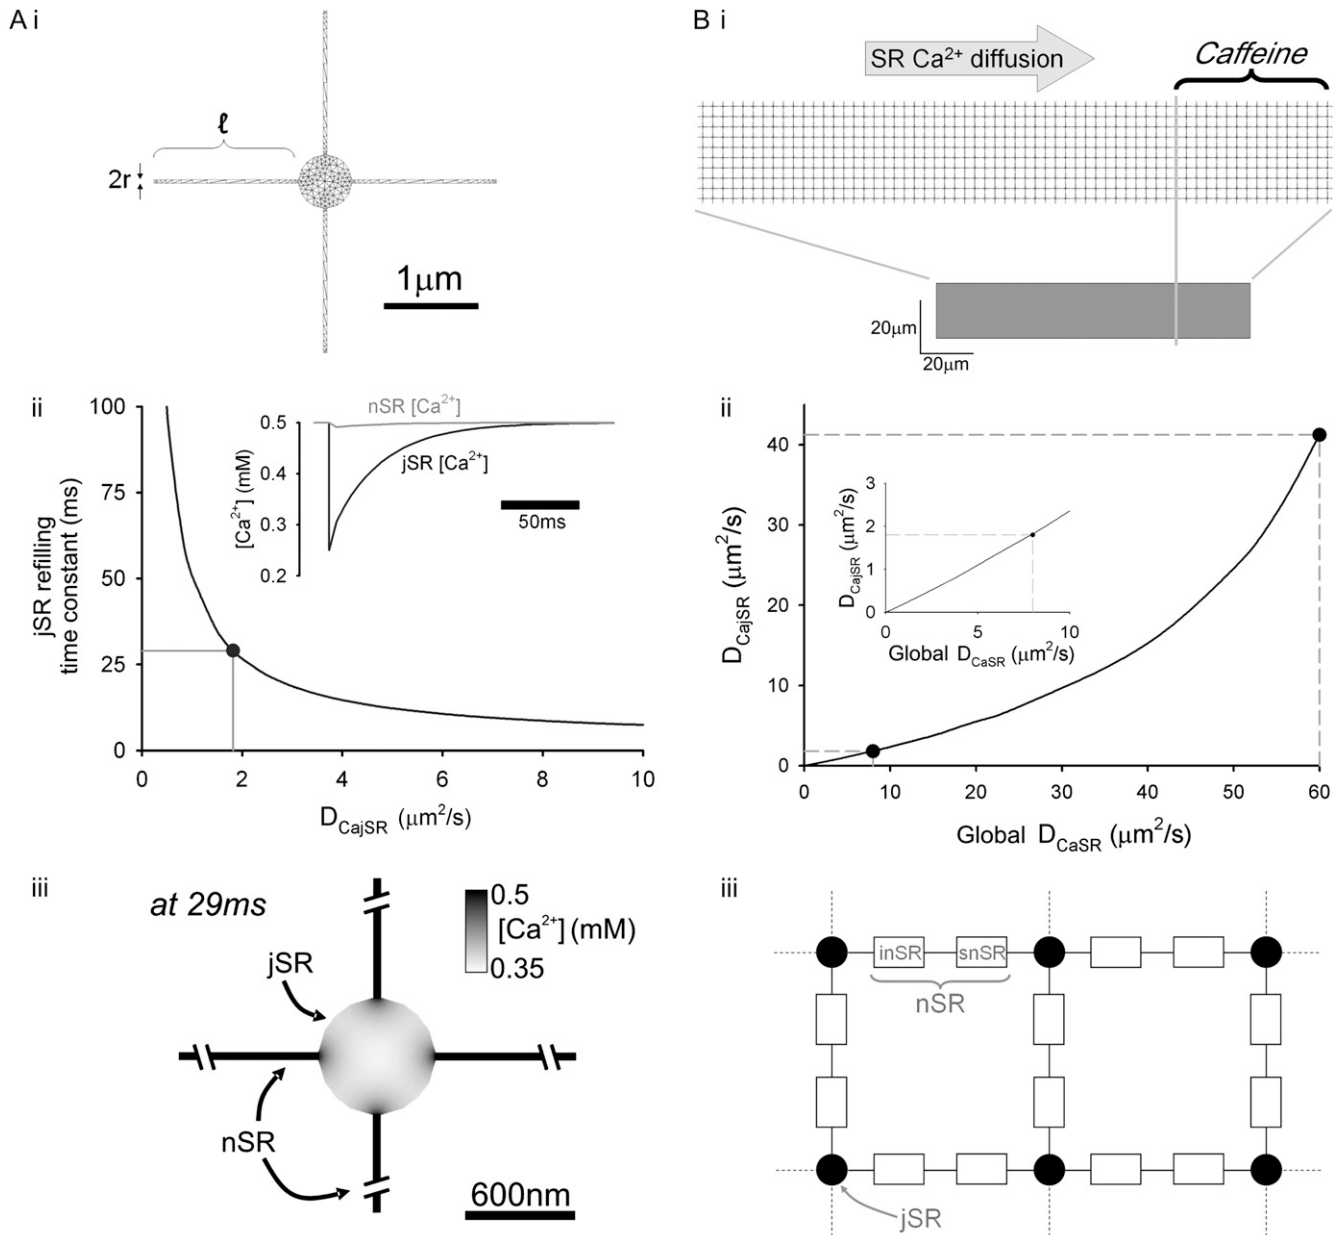 A i
ℓ
2r
1μm
B i
SR Ca²⁺ diffusion
Caffeine
20μm
20μm
ii
100
75
50
25
0
jSR refilling
time constant (ms)
0 2 4 6 8 10
D_CajSR (μm²/s)
nSR [Ca²⁺]
jSR [Ca²⁺]
0.5
0.4
0.3
0.2
[Ca²⁺] (mM)
50ms
ii
40
30
20
10
0
D_CajSR (μm²/s)
0 10 20 30 40 50 60
Global D_CaSR (μm²/s)
3
2
1
0
D_CajSR (μm²/s)
0 5 10
Global D_CaSR (μm²/s)
iii
at 29ms
0.5
[Ca²⁺] (mM)
0.35
jSR
nSR
600nm
iii
inSR snSR
nSR
jSR